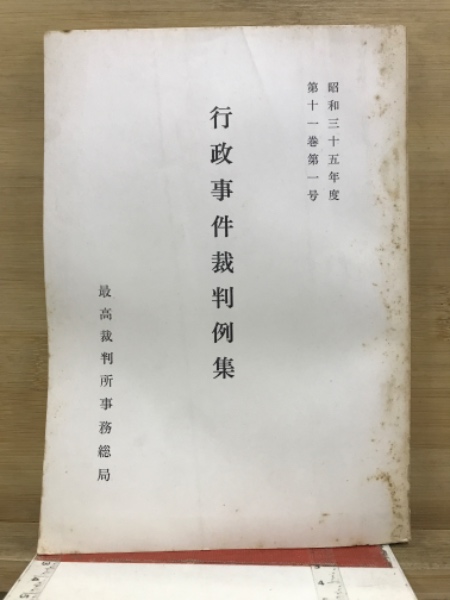 昭和三十五年度
第十一巻第一号
行政事件裁判例集
最高裁判所事務総局